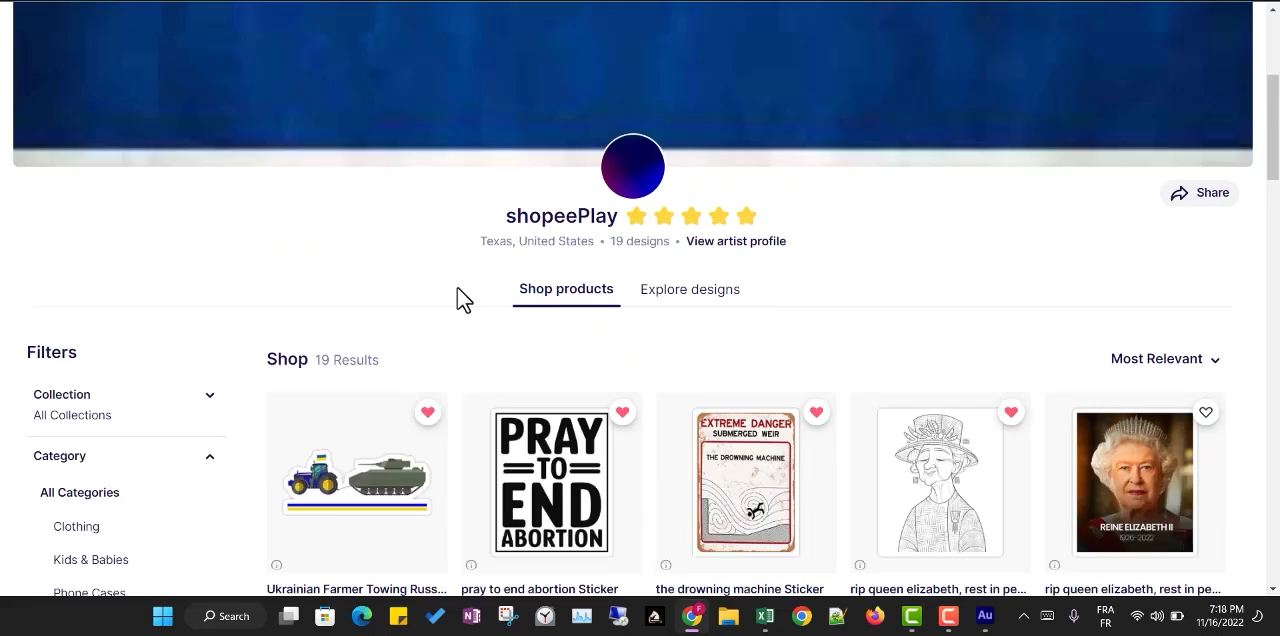 Share
shopeePlay
Texas, United States • 19 designs • View artist profile
Shop products
Explore designs
Filters
Shop 19 Results
Most Relevant
Collection
All Collections
Category
All Categories
Clothing
Kids & Babies
Phone Cases
PRAY
TO
END
ABORTION
EXTREME DANGER
SUBMERGED WEIR
THE DROWNING MACHINE
REINE ELIZABETH II
1926-2022
Ukrainian Farmer Towing Russ...
pray to end abortion Sticker
the drowning machine Sticker
rip queen elizabeth, rest in pe...
rip queen elizabeth, rest in pe...
Search
FRA
FR
7:18 PM
11/16/2022